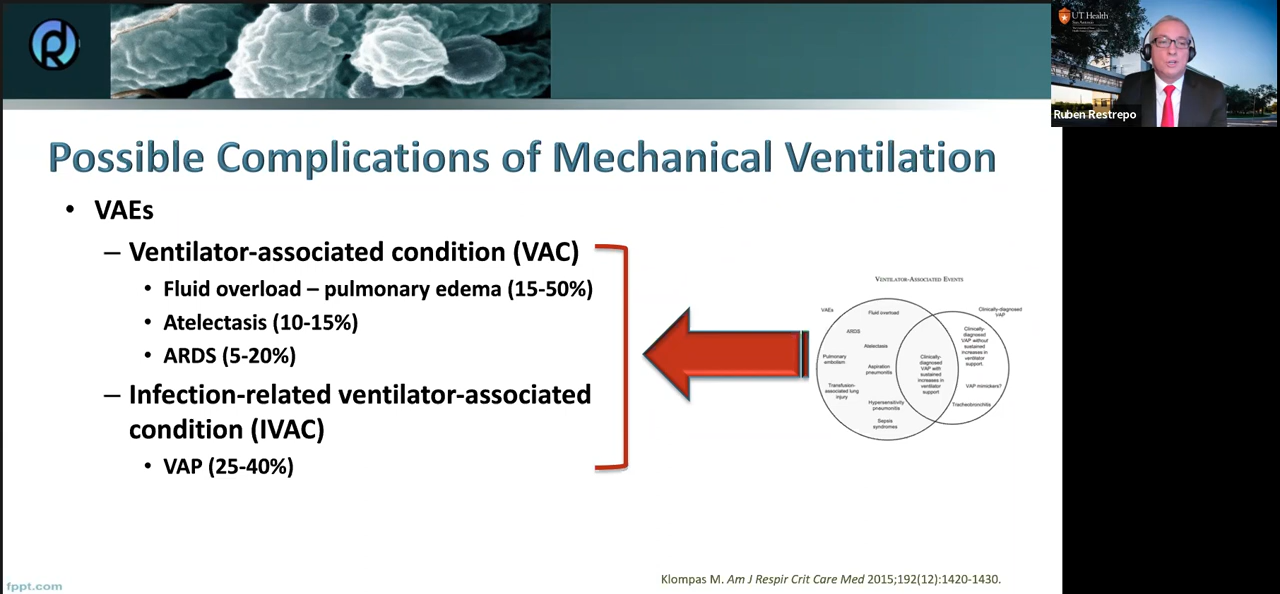 UT Health
San Antonio
Ruben Restrepo
Possible Complications of Mechanical Ventilation
• VAEs
– Ventilator-associated condition (VAC)
• Fluid overload – pulmonary edema (15-50%)
• Atelectasis (10-15%)
• ARDS (5-20%)
– Infection-related ventilator-associated
condition (IVAC)
• VAP (25-40%)
VENTILATOR-ASSOCIATED EVENTS
VAEs
Fluid overload
ARDS
Atelectasis
Pulmonary
embolism
Aspiration
pneumonitis
Transfusion-
associated lung
injury
Hypersensitivity
pneumonitis
Sepsis
syndromes
Clinically-
diagnosed
VAP with
sustained
increases in
ventilator
support
Clinically-diagnosed
VAP
Clinically-
diagnosed
VAP without
sustained
increases in
ventilator
support.
VAP mimickers?
Tracheobronchitis
Klompas M. Am J Respir Crit Care Med 2015;192(12):1420-1430.
fppt.com